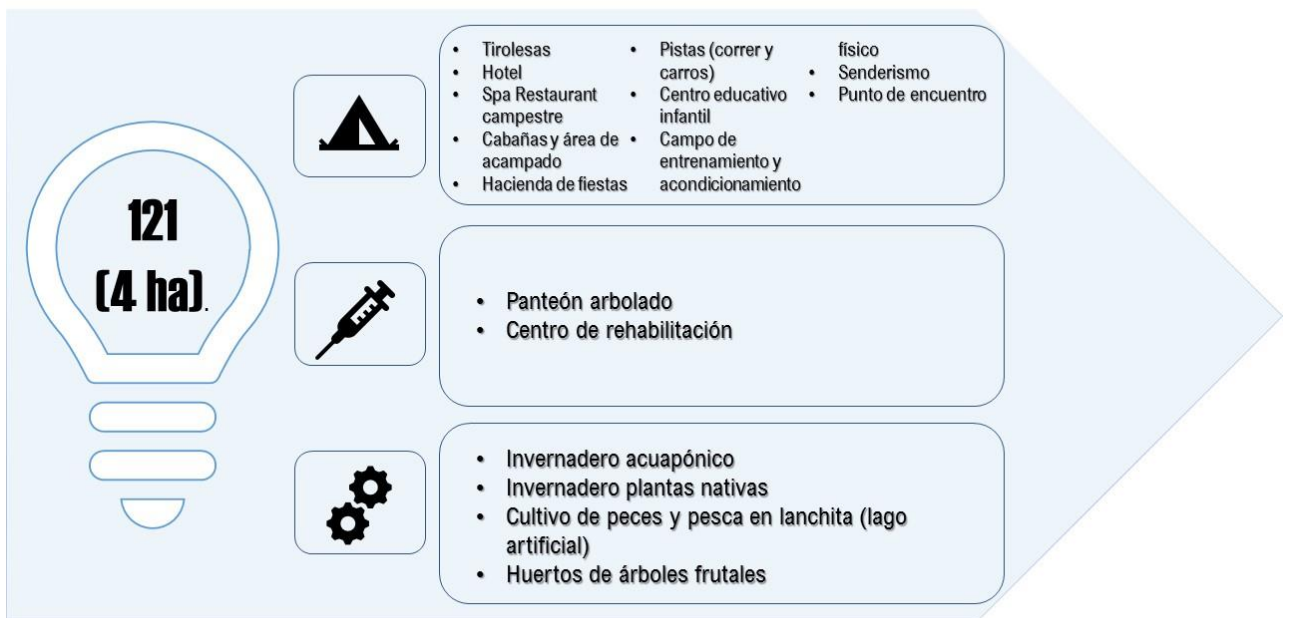 121
(4 ha).
• Tirolesas
• Hotel
• Spa Restaurant
campestre
• Cabañas y área de
acampado
• Hacienda de fiestas
• Pistas (correr y
carros)
• Centro educativo
infantil
• Campo de
entrenamiento y
acondicionamiento
físico
• Senderismo
• Punto de encuentro
• Panteón arbolado
• Centro de rehabilitación
• Invernadero acuapónico
• Invernadero plantas nativas
• Cultivo de peces y pesca en lanchita (lago
artificial)
• Huertos de árboles frutales